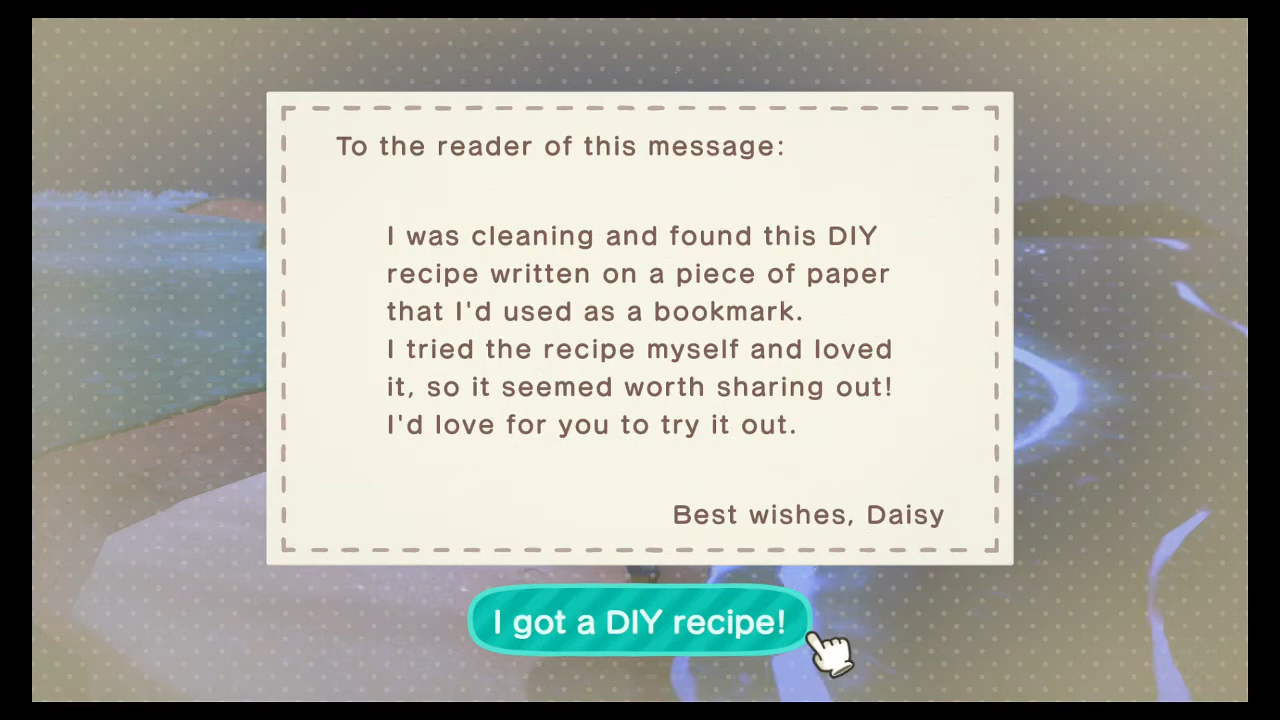 To the reader of this message:
I was cleaning and found this DIY
recipe written on a piece of paper
that I'd used as a bookmark.
I tried the recipe myself and loved
it, so it seemed worth sharing out!
I'd love for you to try it out.
Best wishes, Daisy
I got a DIY recipe!